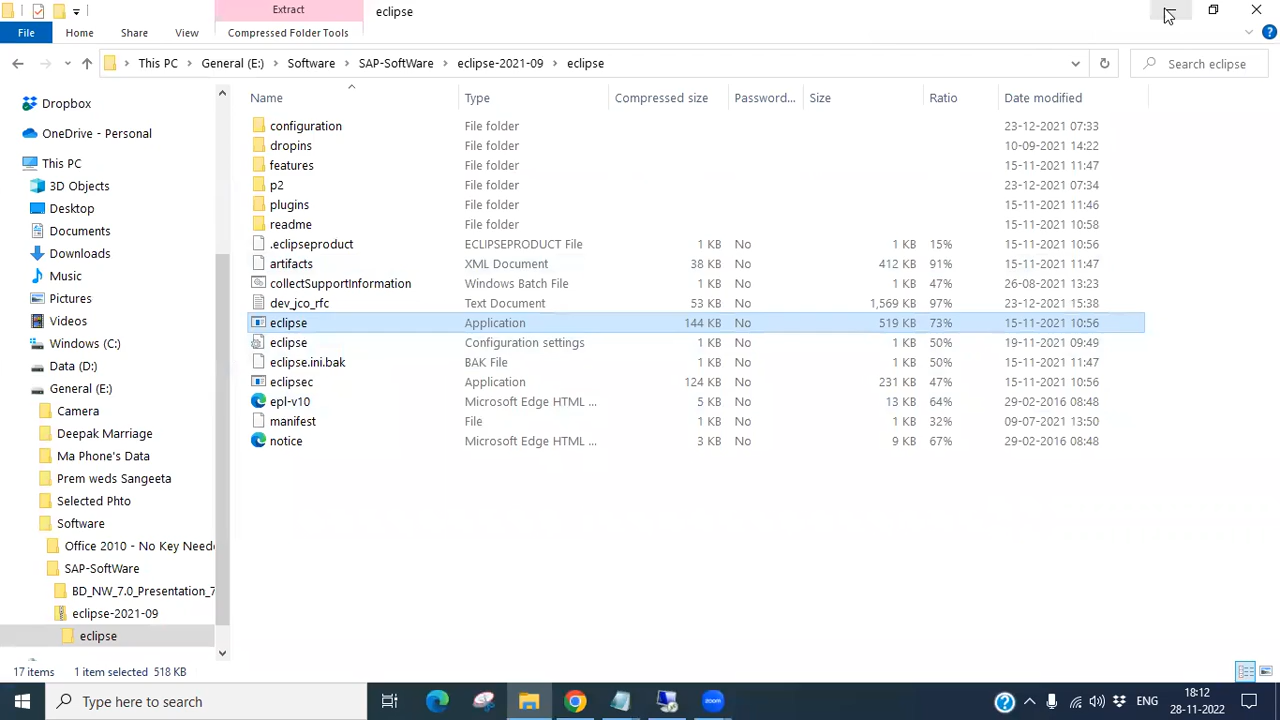 Extract
eclipse
File
Home
Share
View
Compressed Folder Tools
This PC
General (E:)
Software
SAP-SoftWare
eclipse-2021-09
eclipse
Search eclipse
Name
Type
Compressed size
Password...
Size
Ratio
Date modified
Dropbox
OneDrive - Personal
This PC
3D Objects
Desktop
Documents
Downloads
Music
Pictures
Videos
Windows (C:)
Data (D:)
General (E:)
Camera
Deepak Marriage
Ma Phone's Data
Prem weds Sangeeta
Selected Phto
Software
Office 2010 - No Key Neede
SAP-SoftWare
BD_NW_7.0_Presentation_7
eclipse-2021-09
eclipse
configuration File folder 23-12-2021 07:33
dropins File folder 10-09-2021 14:22
features File folder 15-11-2021 11:47
p2 File folder 23-12-2021 07:34
plugins File folder 15-11-2021 11:46
readme File folder 15-11-2021 10:58
.eclipseproduct ECLIPSEPRODUCT File 1 KB No 1 KB 15% 15-11-2021 10:56
artifacts XML Document 38 KB No 412 KB 91% 15-11-2021 11:47
collectSupportInformation Windows Batch File 1 KB No 1 KB 47% 26-08-2021 13:23
dev_jco_rfc Text Document 53 KB No 1,569 KB 97% 23-12-2021 15:38
eclipse Application 144 KB No 519 KB 73% 15-11-2021 10:56
eclipse Configuration settings 1 KB No 1 KB 50% 19-11-2021 09:49
eclipse.ini.bak BAK File 1 KB No 1 KB 50% 15-11-2021 11:47
eclipsec Application 124 KB No 231 KB 47% 15-11-2021 10:56
epl-v10 Microsoft Edge HTML ... 5 KB No 13 KB 64% 29-02-2016 08:48
manifest File 1 KB No 1 KB 0% 09-07-2021 13:50
notice Microsoft Edge HTML ... 3 KB No 9 KB 67% 29-02-2016 08:48
17 items
1 item selected 518 KB
Type here to search
zoom
ENG
18:12
28-11-2022